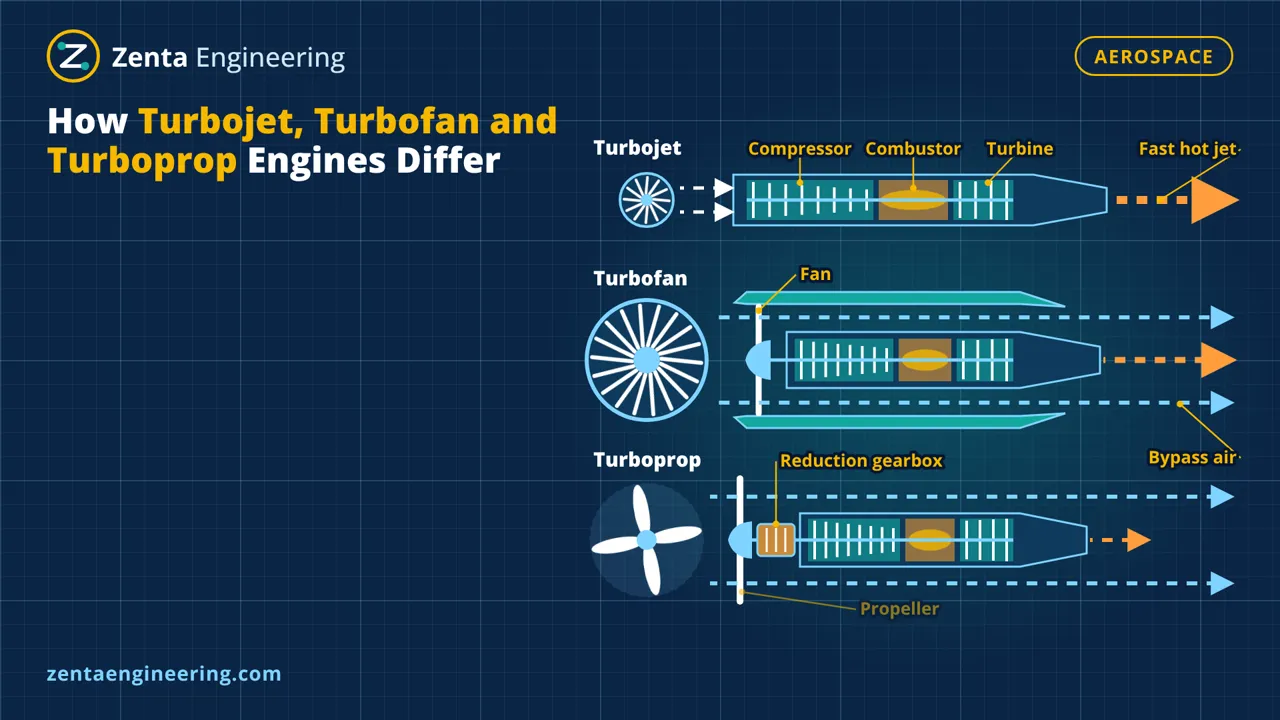 Zenta Engineering
AEROSPACE
How Turbojet, Turbofan and
Turboprop Engines Differ
Turbojet
Compressor
Combustor
Turbine
Fast hot jet
Turbofan
Fan
Bypass air
Turboprop
Reduction gearbox
Propeller
zentaengineering.com